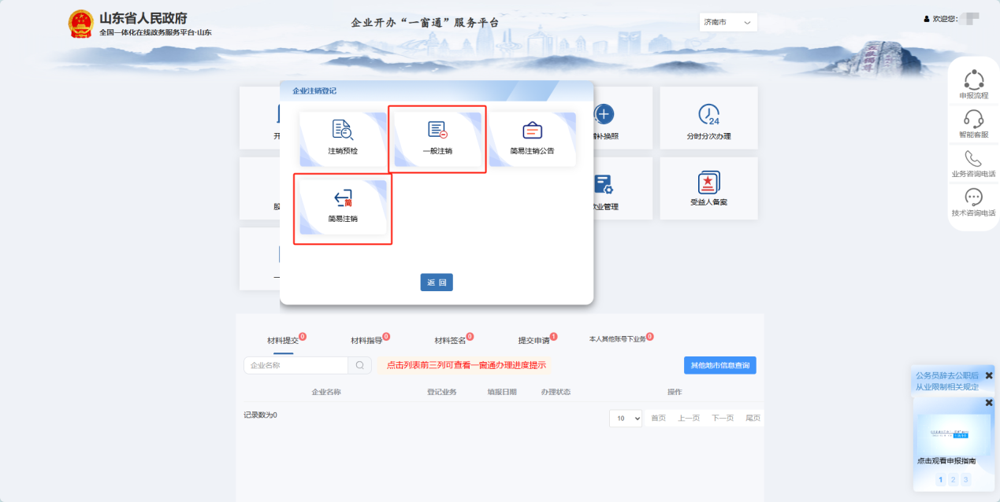 山东省人民政府
全国一体化在线政务服务平台·山东
企业开办“一窗通”服务平台
济南市
欢迎您:
企业注销登记
注销预检
一般注销
简易注销公告
简易注销
返 回
补换照
24
分时分次办理
业管理
受益人备案
申报流程
智能客服
业务咨询电话
技术咨询电话
材料提交 0
材料指导 0
材料签名 0
提交申请 1
本人其他账号下业务 0
企业名称
点击列表前三列可查看一窗通办理进度提示
其他地市信息查询
企业名称 登记业务 填报日期 办理状态 操作
记录数为0
10 首页 上一页 下一页 尾页
公务员辞去公职后
从业限制相关规定
点击观看申报指南
1 2 3